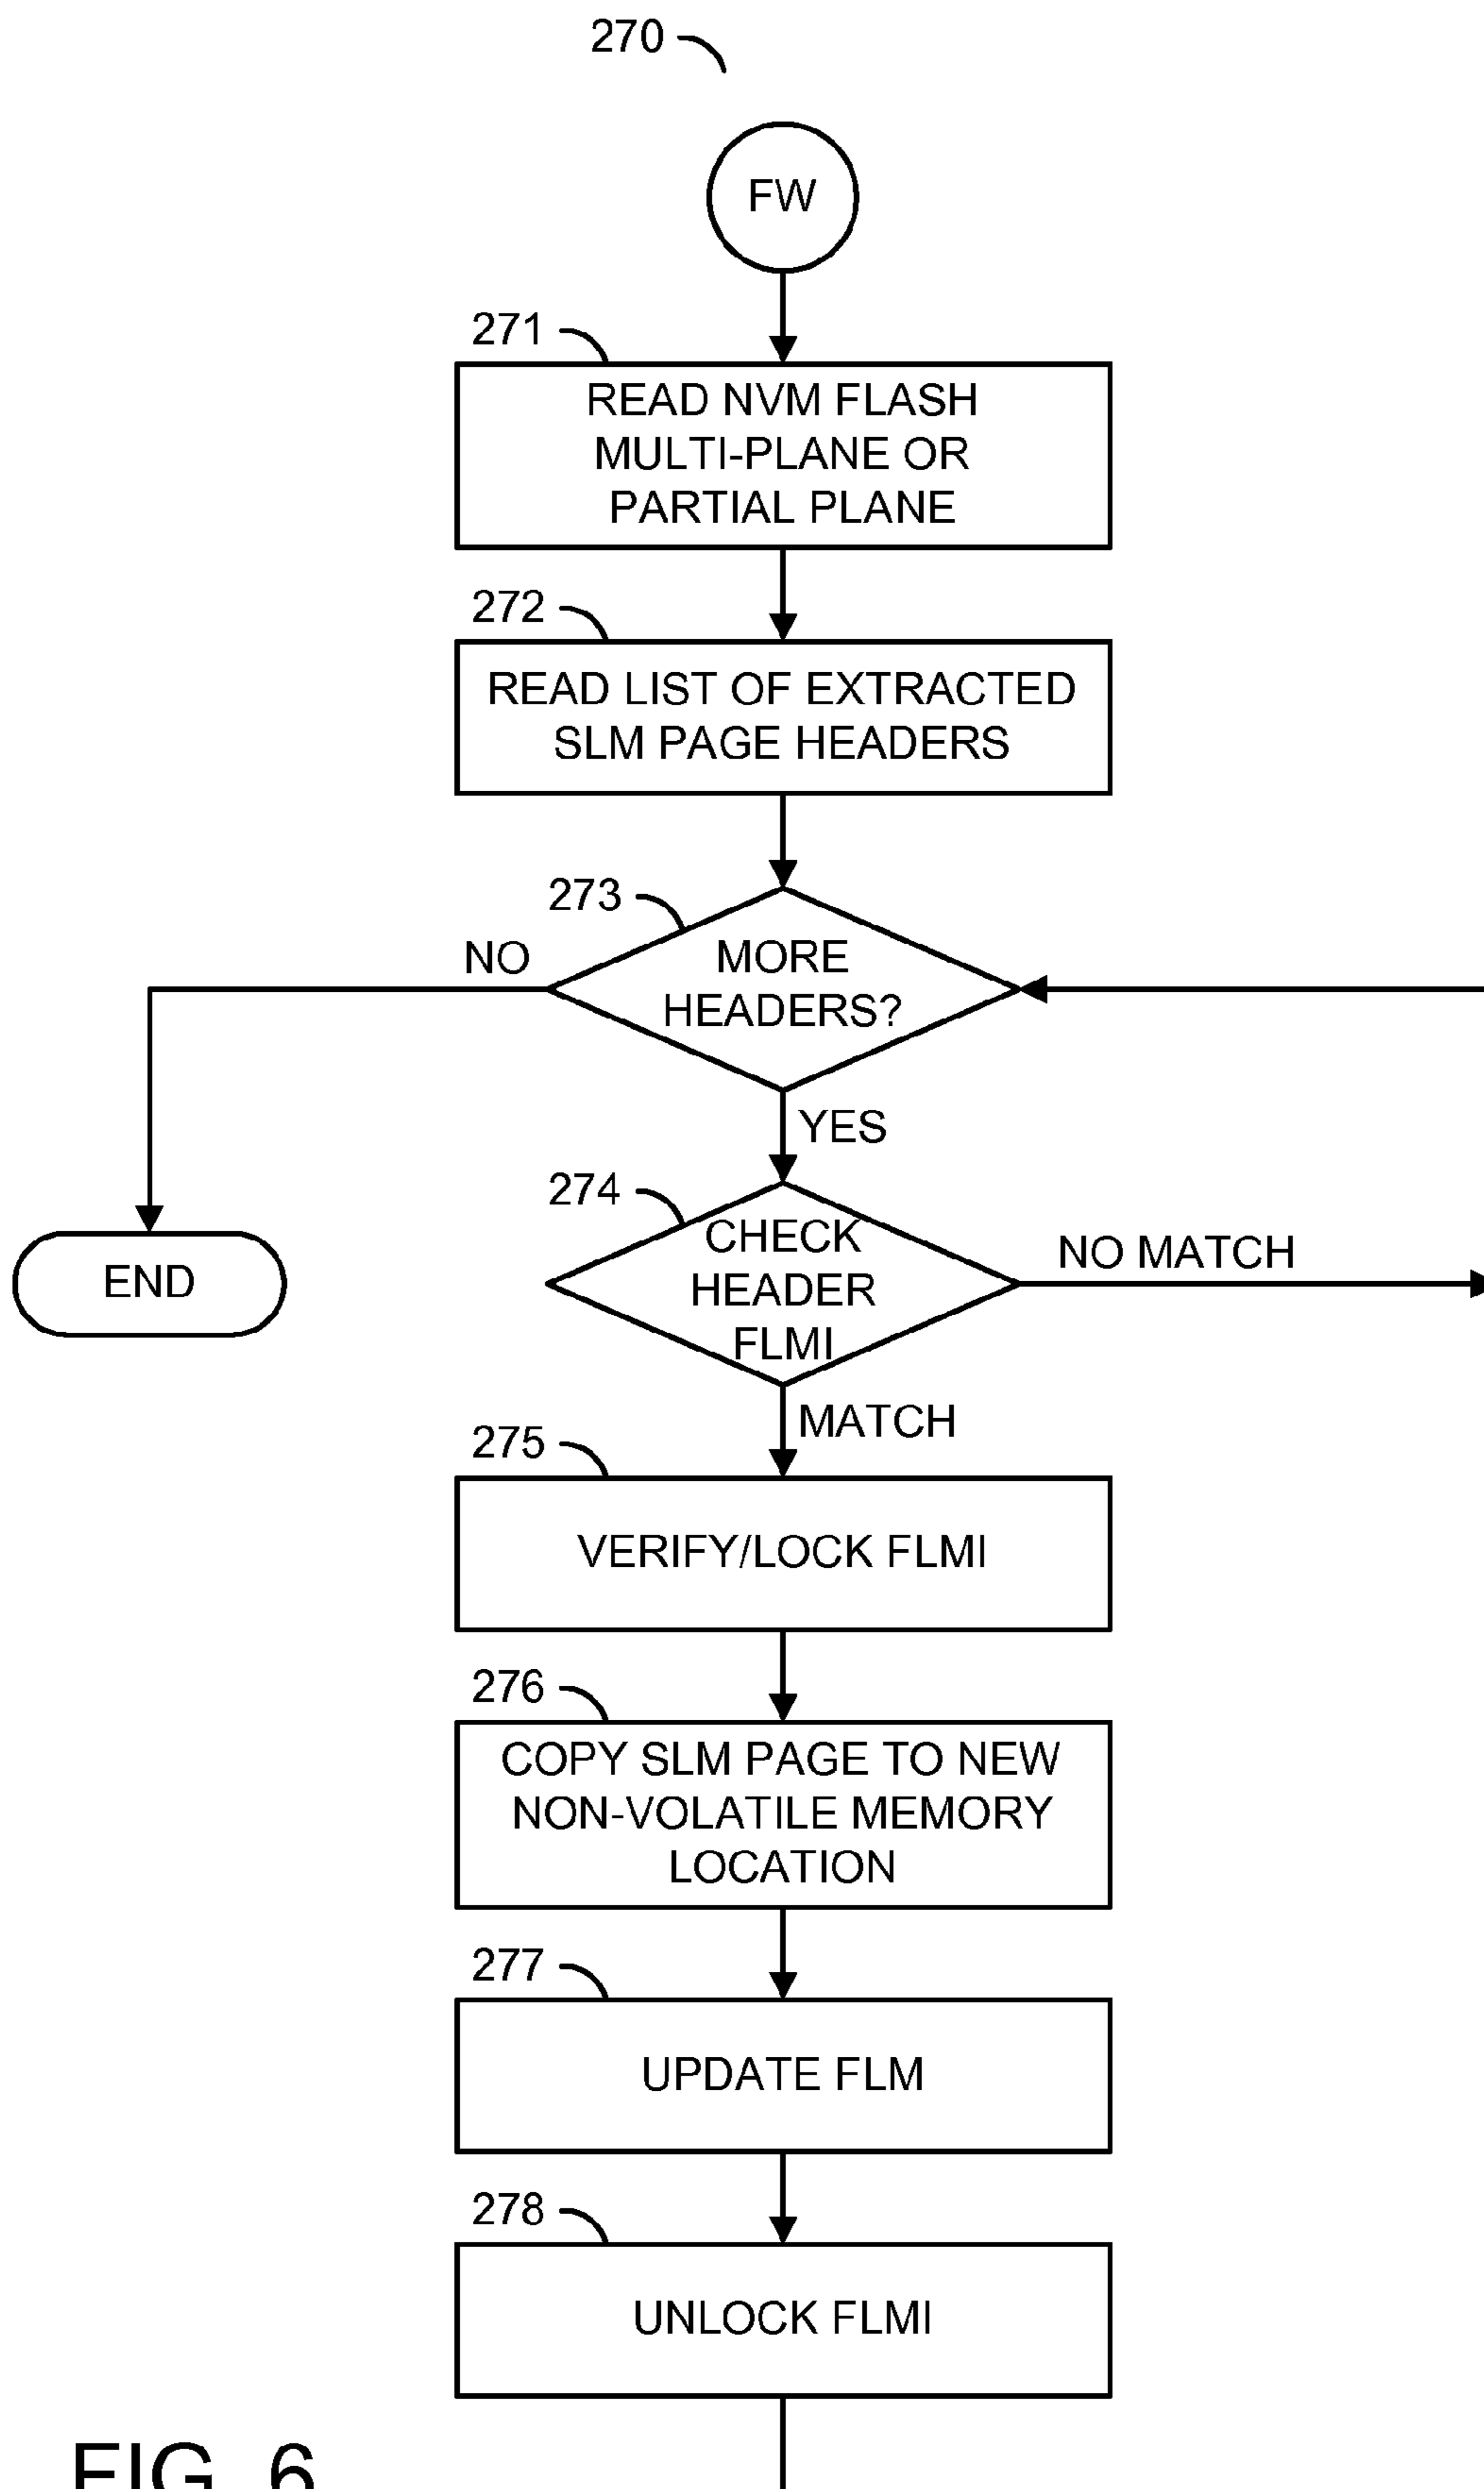 270
FW
271
READ NVM FLASH
MULTI-PLANE OR
PARTIAL PLANE
272
READ LIST OF EXTRACTED
SLM PAGE HEADERS
273
NO
MORE
HEADERS?
YES
274
CHECK
HEADER
FLMI
NO MATCH
END
MATCH
275
VERIFY/LOCK FLMI
276
COPY SLM PAGE TO NEW
NON-VOLATILE MEMORY
LOCATION
277
UPDATE FLM
278
UNLOCK FLMI
FIG. 6